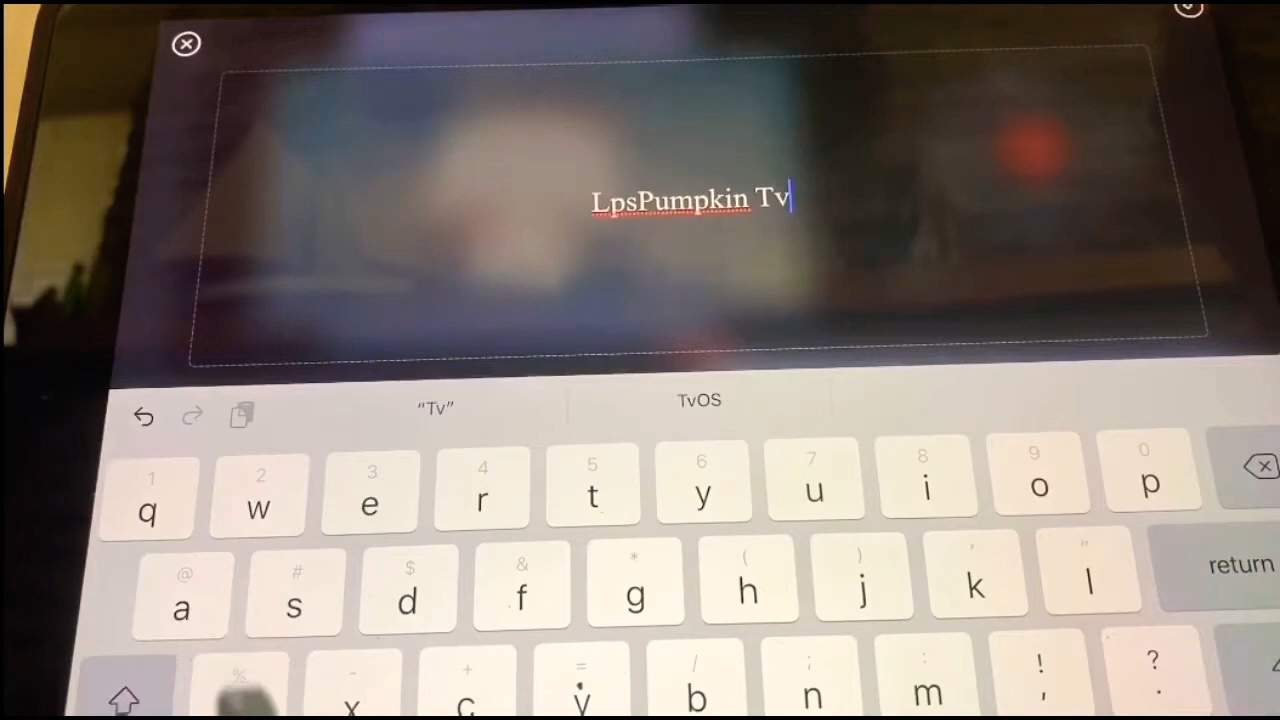 LpsPumpkin Tv
“Tv” TvOS
1 2 3 4 5 6 7 8 9 0
q w e r t y u i o p
@ # $ & * ( ) ' "
a s d f g h j k l return
% - + = / ; : ! ?
x c v b n m , .